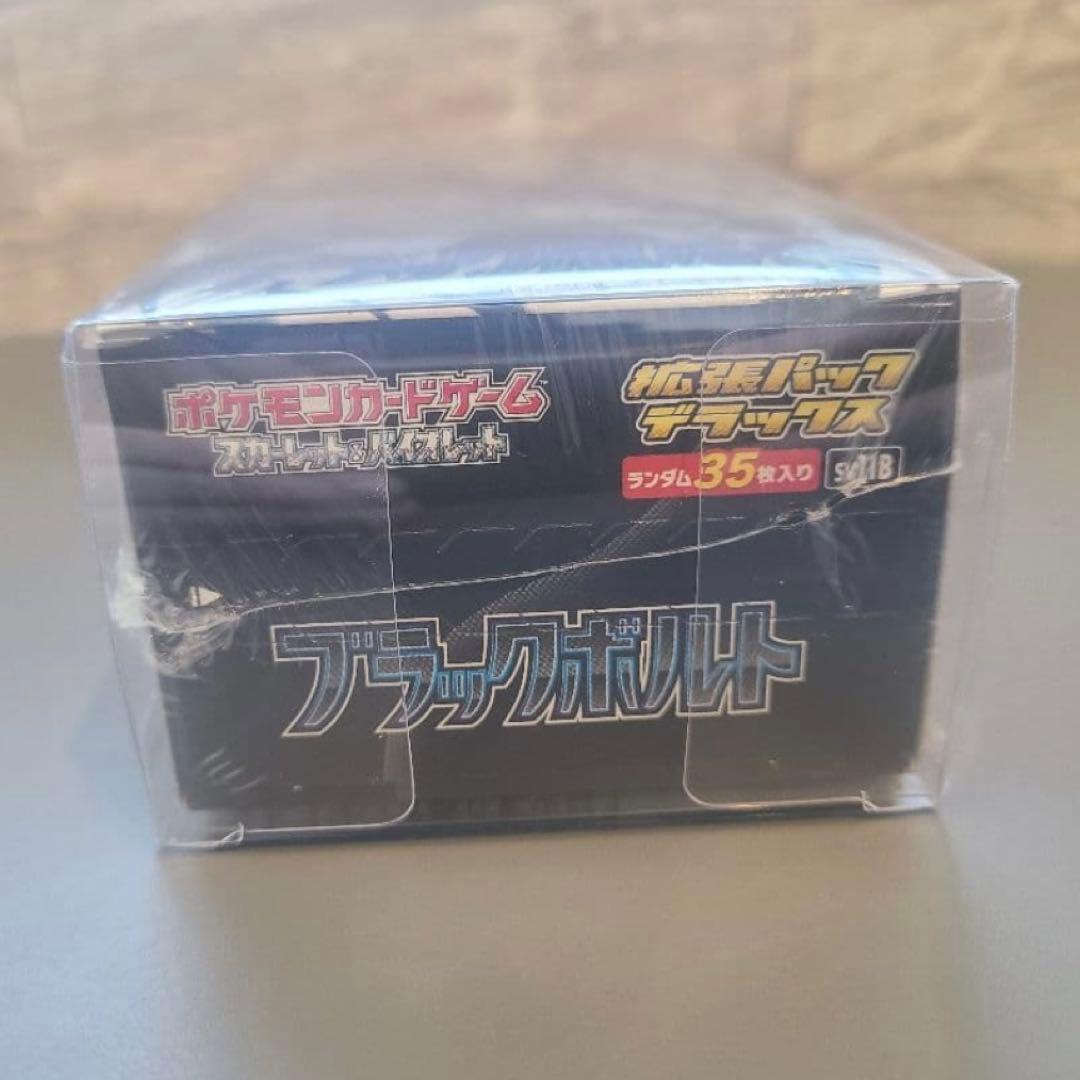 ポケモンカードゲーム
スカーレット&バイオレット
拡張パック
デラックス
ランダム35枚入り
SV11B
ブラックボルト